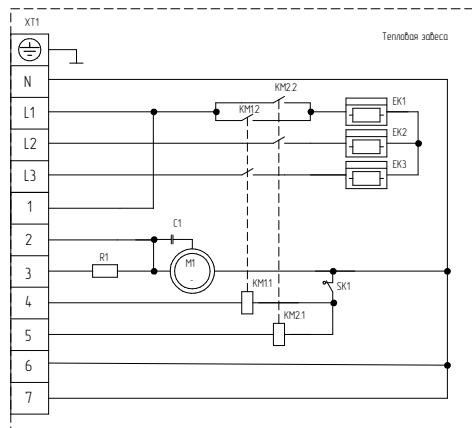 XT1
Тепловая завеса
N
KM2.2
L1
KM1.2
EK1
L2
EK2
L3
EK3
1
2
C1
3
R1
M1
SK1
4
KM1.1
5
KM2.1
6
7